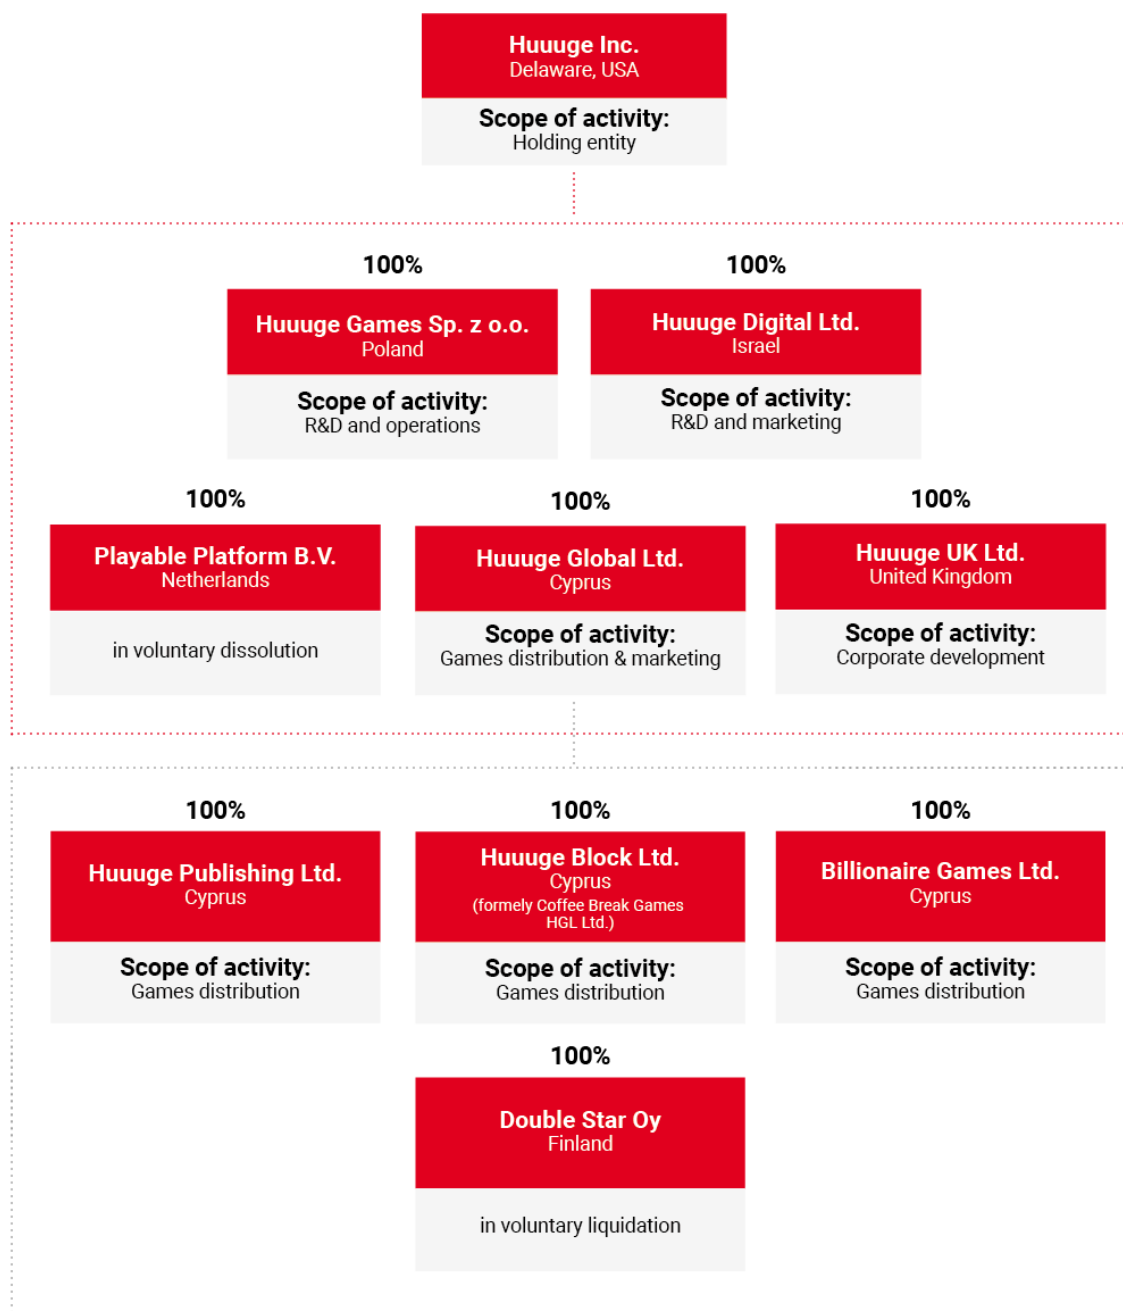 Huuuge Inc.
Delaware, USA
Scope of activity:
Holding entity
100%
Huuuge Games Sp. z o.o.
Poland
Scope of activity:
R&D and operations
100%
Huuuge Digital Ltd.
Israel
Scope of activity:
R&D and marketing
100%
Playable Platform B.V.
Netherlands
in voluntary dissolution
100%
Huuuge Global Ltd.
Cyprus
Scope of activity:
Games distribution & marketing
100%
Huuuge UK Ltd.
United Kingdom
Scope of activity:
Corporate development
100%
Huuuge Publishing Ltd.
Cyprus
Scope of activity:
Games distribution
100%
Huuuge Block Ltd.
Cyprus
(formely Coffee Break Games
HGL Ltd.)
Scope of activity:
Games distribution
100%
Billionaire Games Ltd.
Cyprus
Scope of activity:
Games distribution
100%
Double Star Oy
Finland
in voluntary liquidation